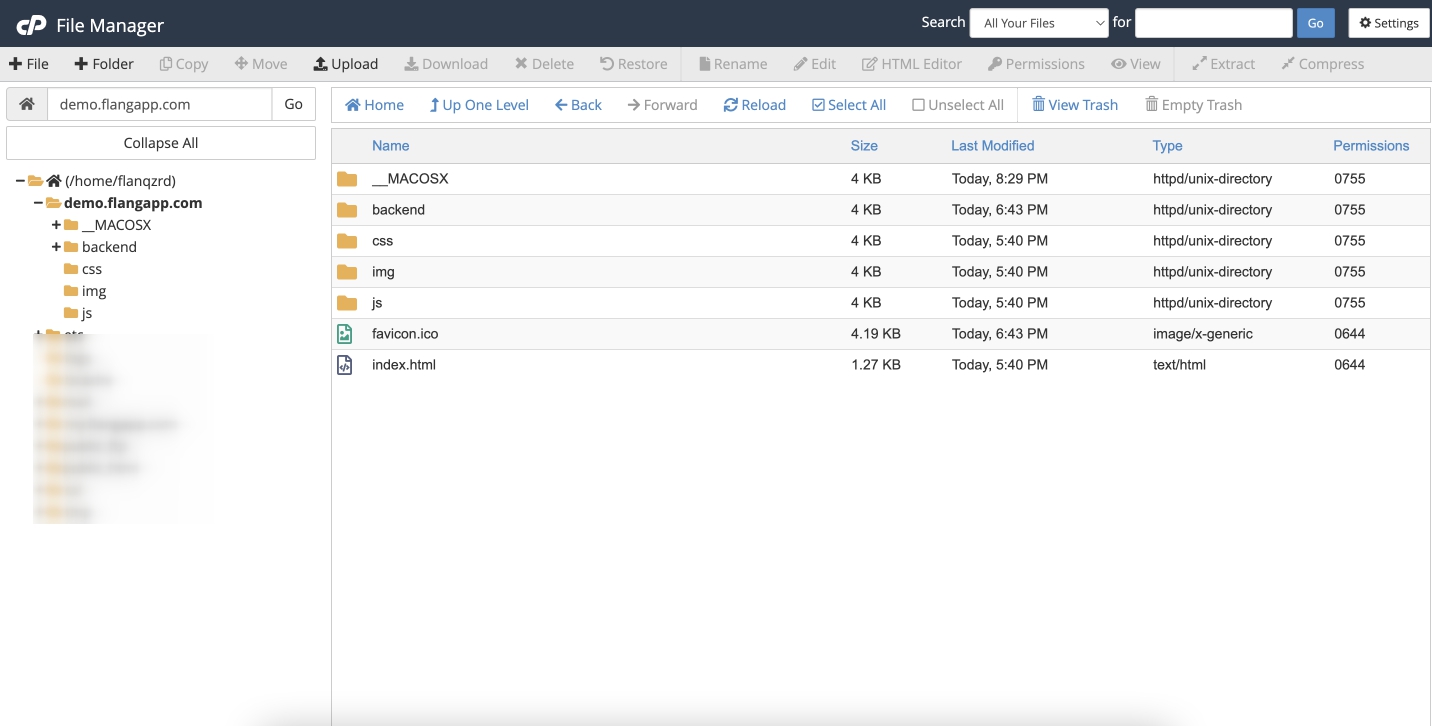 cP File Manager Search All Your Files for Go Settings
File Folder Copy Move Upload Download Delete Restore Rename Edit HTML Editor Permissions View Extract Compress
demo.flangapp.com Go
Home Up One Level Back Forward Reload Select All Unselect All View Trash Empty Trash
Collapse All
(/home/flanqzrd)
demo.flangapp.com
__MACOSX
backend
css
img
js
etc
Name Size Last Modified Type Permissions
__MACOSX 4 KB Today, 8:29 PM httpd/unix-directory 0755
backend 4 KB Today, 6:43 PM httpd/unix-directory 0755
css 4 KB Today, 5:40 PM httpd/unix-directory 0755
img 4 KB Today, 5:40 PM httpd/unix-directory 0755
js 4 KB Today, 5:40 PM httpd/unix-directory 0755
favicon.ico 4.19 KB Today, 6:43 PM image/x-generic 0644
index.html 1.27 KB Today, 5:40 PM text/html 0644